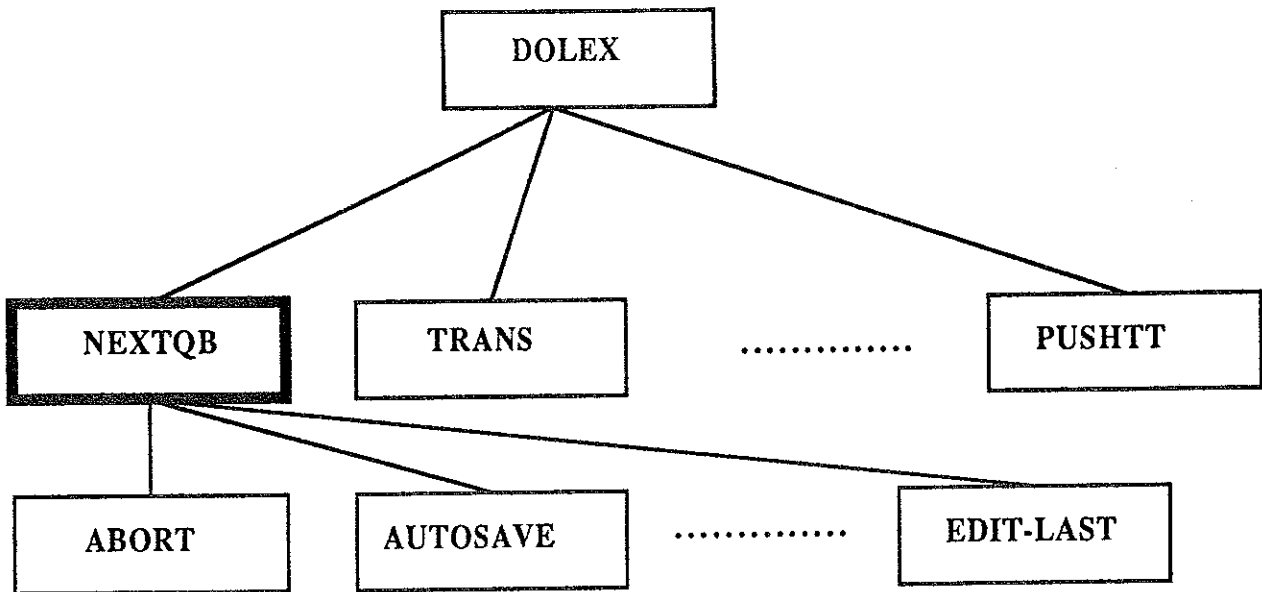 DOLEX
NEXTQB TRANS .............. PUSHTT
ABORT AUTOSAVE .............. EDIT-LAST